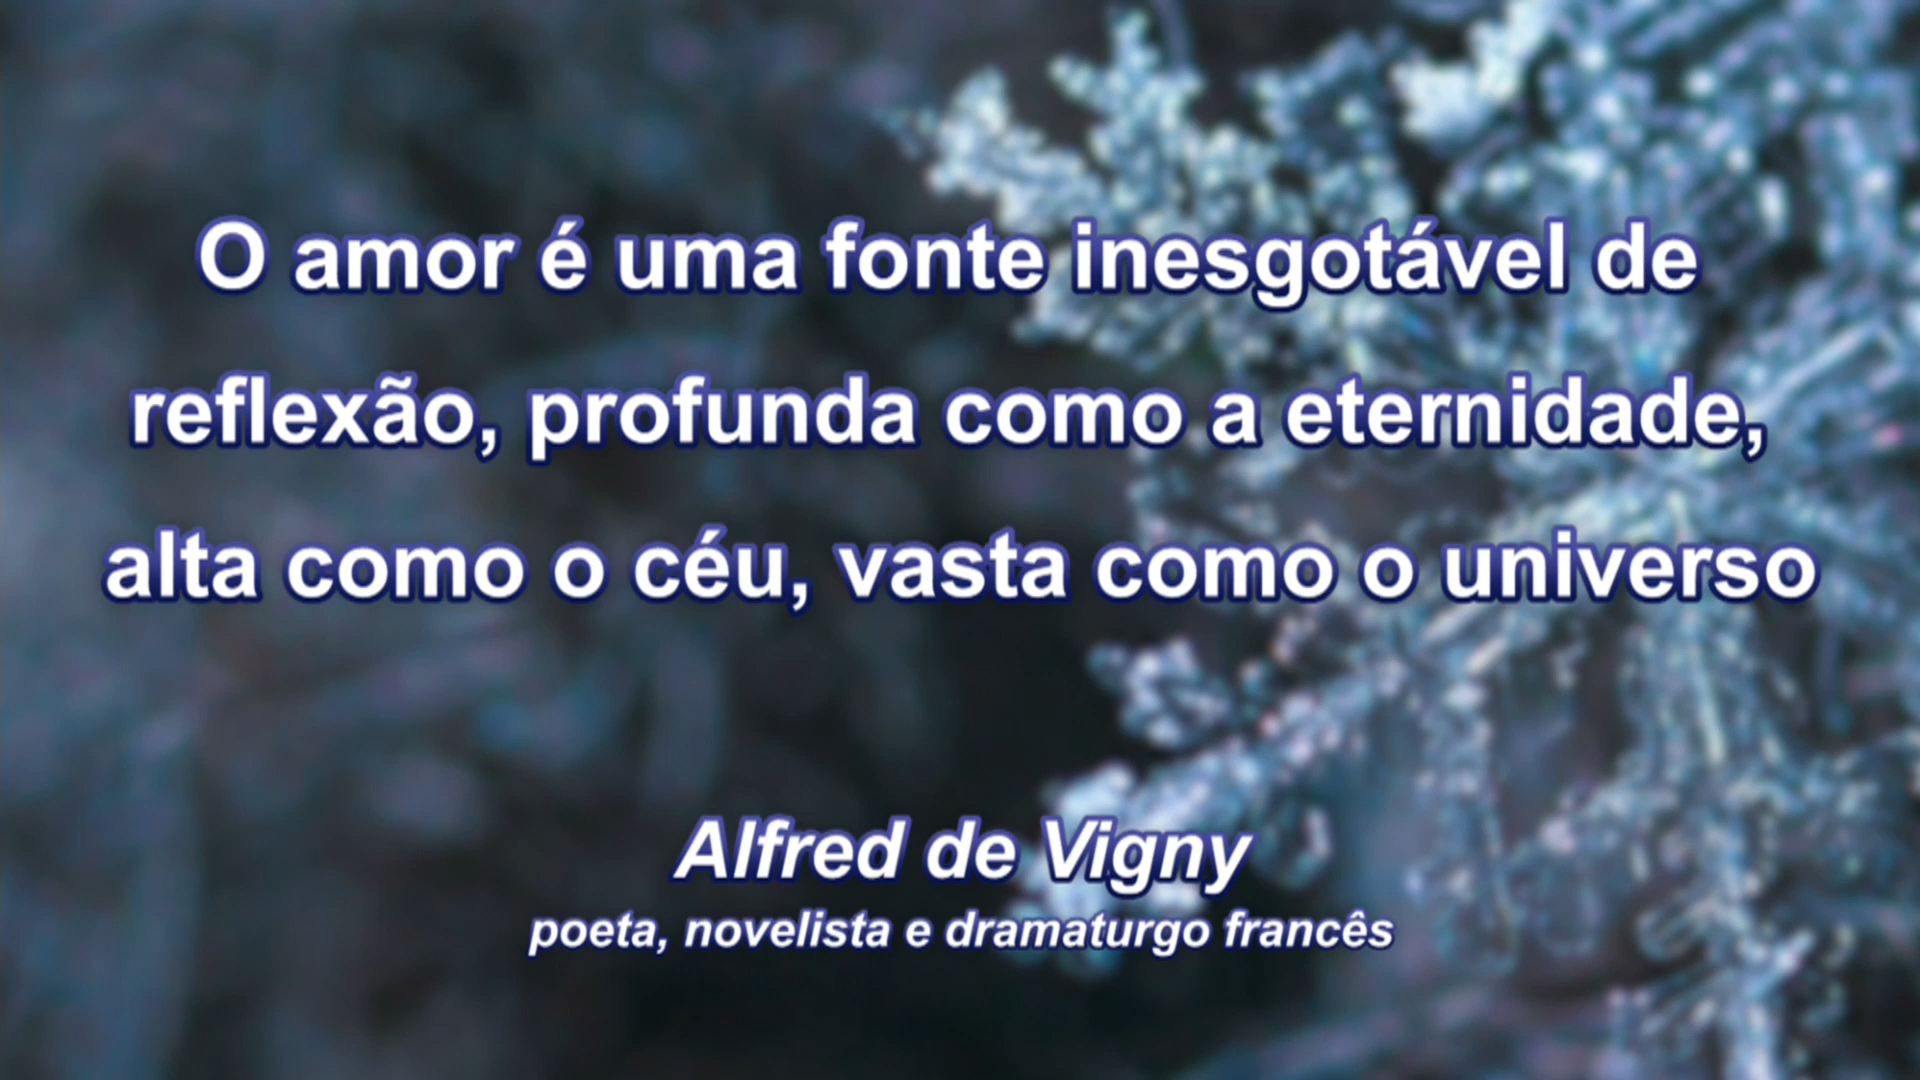 O amor é uma fonte inesgotável de
reflexão, profunda como a eternidade,
alta como o céu, vasta como o universo
Alfred de Vigny
poeta, novelista e dramaturgo francês